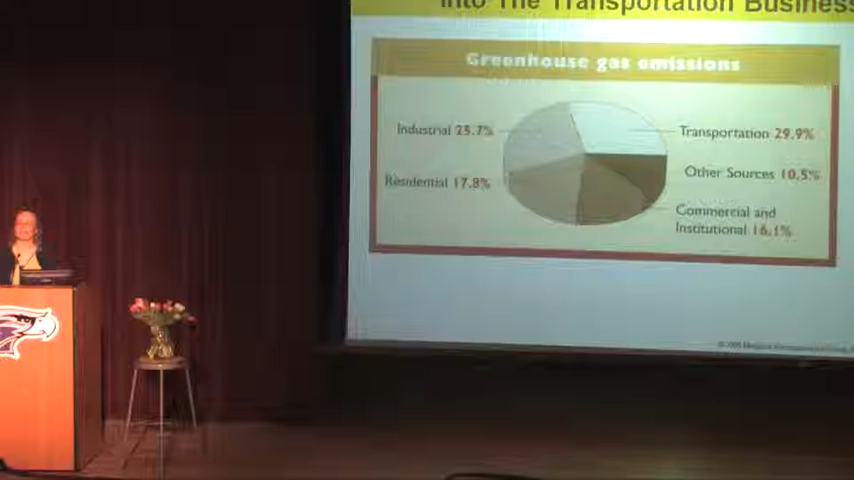 Into The Transportation Business
Greenhouse gas emissions
Industrial 25.7%
Transportation 29.9%
Other Sources 10.5%
Residential 17.8%
Commercial and
Institutional 16.1%